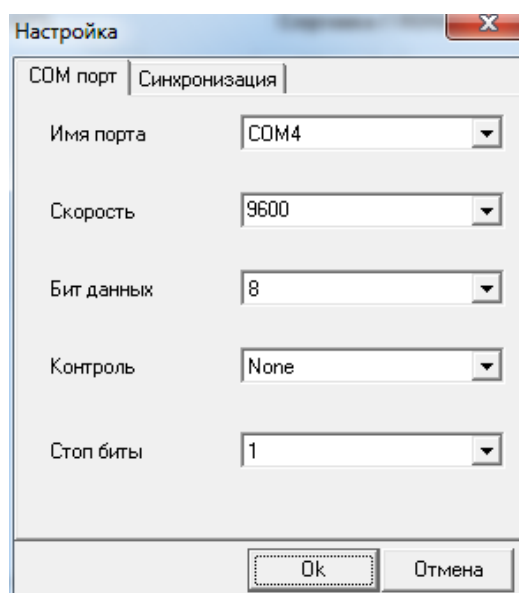 Настройка
COM порт Синхронизация
Имя порта COM4
Скорость 9600
Бит данных 8
Контроль None
Стоп биты 1
Ok Отмена